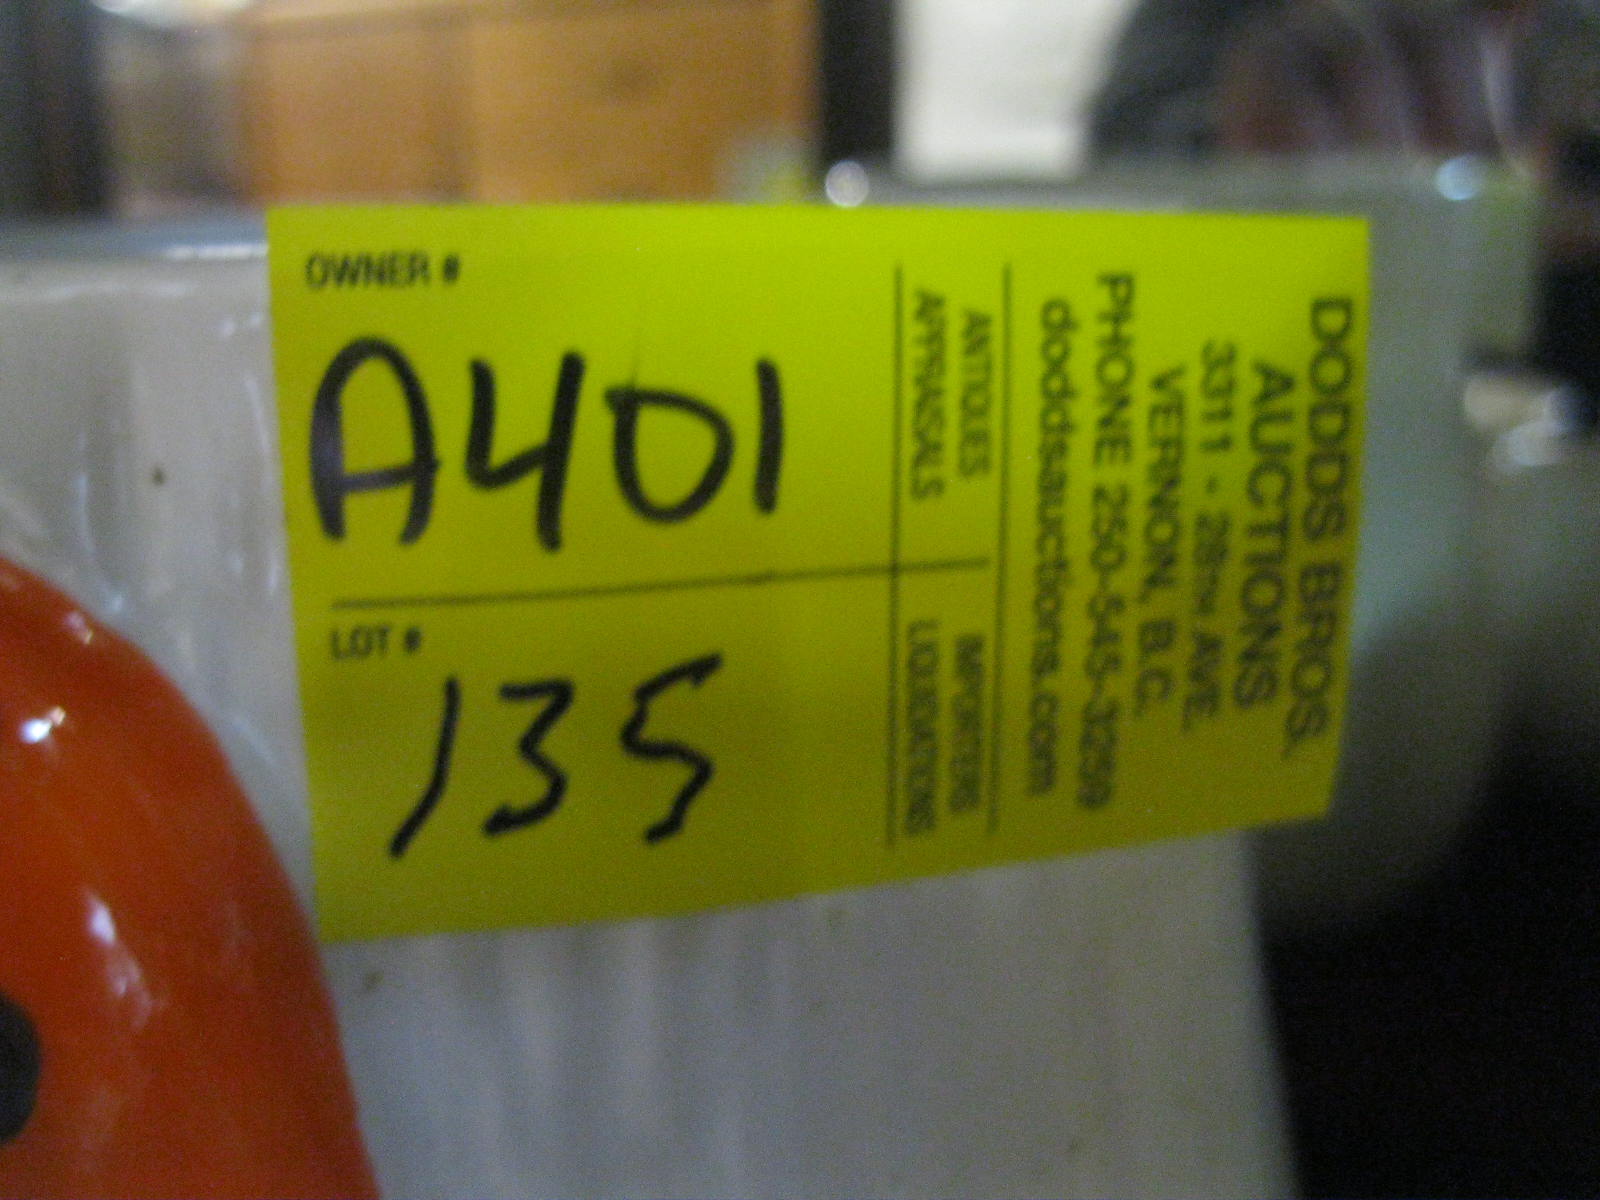 OWNER #
A401
LOT #
135
DODDS BROS.
AUCTIONS
3311 - 28TH AVE.
VERNON, B.C.
PHONE 250-545-3259
doddsauctions.com
ANTIQUES
IMPORTERS
APPRAISALS
LIQUIDATIONS